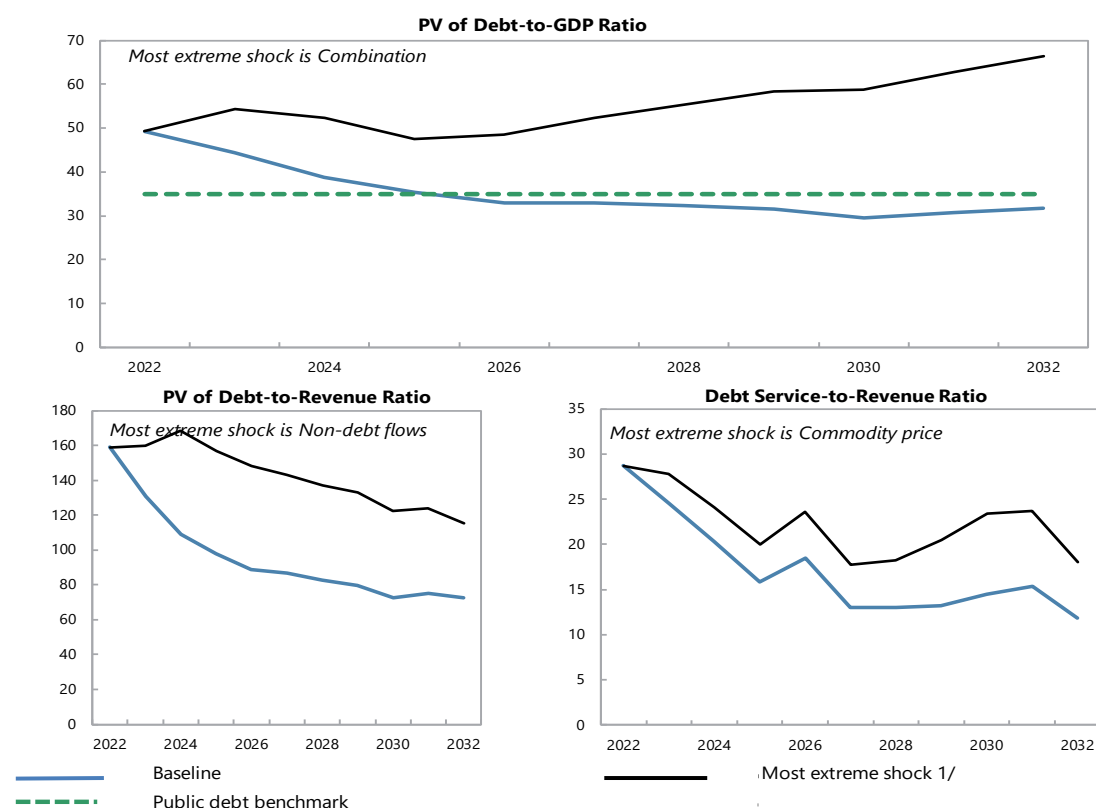 PV of Debt-to-GDP Ratio
Most extreme shock is Combination
70
60
50
40
30
20
10
0
2022 2024 2026 2028 2030 2032
PV of Debt-to-Revenue Ratio
Most extreme shock is Non-debt flows
180
160
140
120
100
80
60
40
20
0
2022 2024 2026 2028 2030 2032
Debt Service-to-Revenue Ratio
Most extreme shock is Commodity price
35
30
25
20
15
10
5
0
2022 2024 2026 2028 2030 2032
Baseline
Most extreme shock 1/
Public debt benchmark